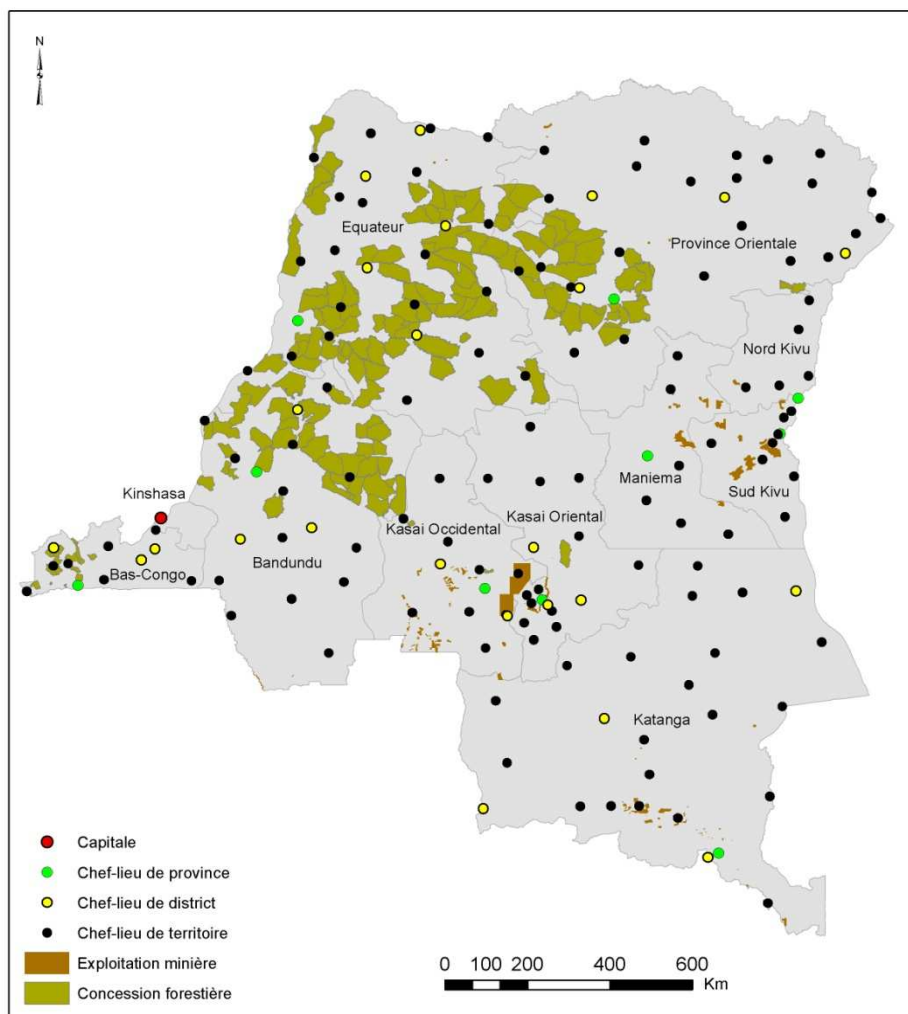 N
Equateur
Province Orientale
Nord Kivu
Maniema
Sud Kivu
Kinshasa
Kasai Occidental
Kasai Oriental
Bas-Congo
Bandundu
Katanga
Capitale
Chef-lieu de province
Chef-lieu de district
Chef-lieu de territoire
Exploitation minière
Concession forestière
0 100 200 400 600
Km